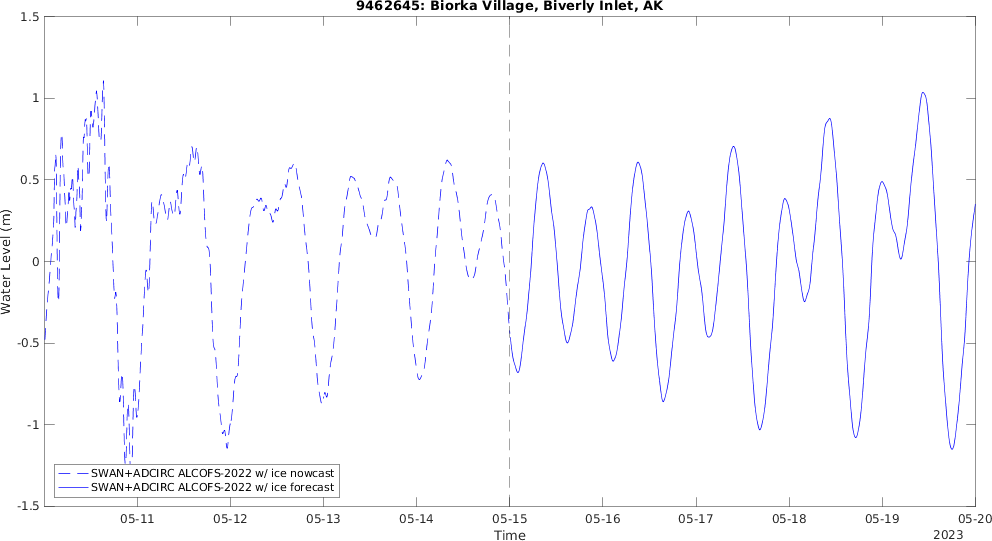 9462645: Biorka Village, Biverly Inlet, AK
Water Level (m)
1.5
1
0.5
0
-0.5
-1
-1.5
SWAN+ADCIRC ALCOFS-2022 w/ ice nowcast
SWAN+ADCIRC ALCOFS-2022 w/ ice forecast
05-11 05-12 05-13 05-14 05-15 05-16 05-17 05-18 05-19 05-20
Time
2023